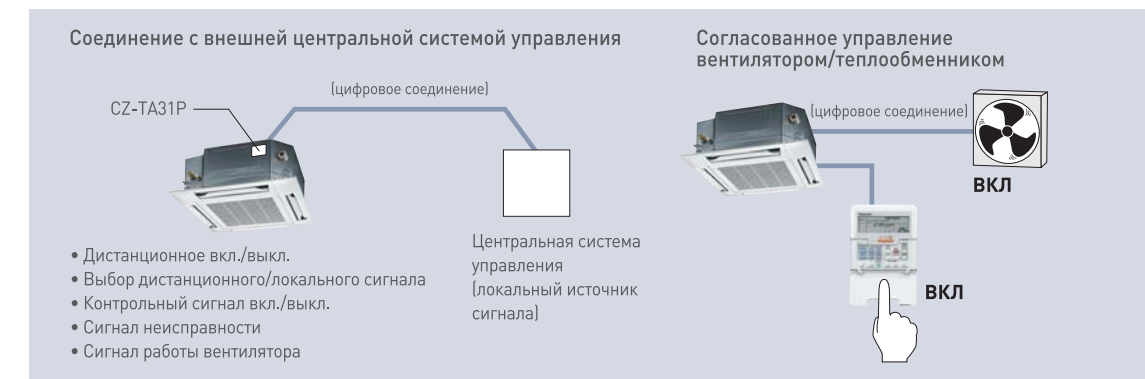 Соединение с внешней центральной системой управления
(цифровое соединение)
CZ-TA31P
• Дистанционное вкл./выкл.
• Выбор дистанционного/локального сигнала
• Контрольный сигнал вкл./выкл.
• Сигнал неисправности
• Сигнал работы вентилятора
Центральная система
управления
(локальный источник
сигнала)
Согласованное управление
вентилятором/теплообменником
(цифровое соединение)
ВКЛ
ВКЛ